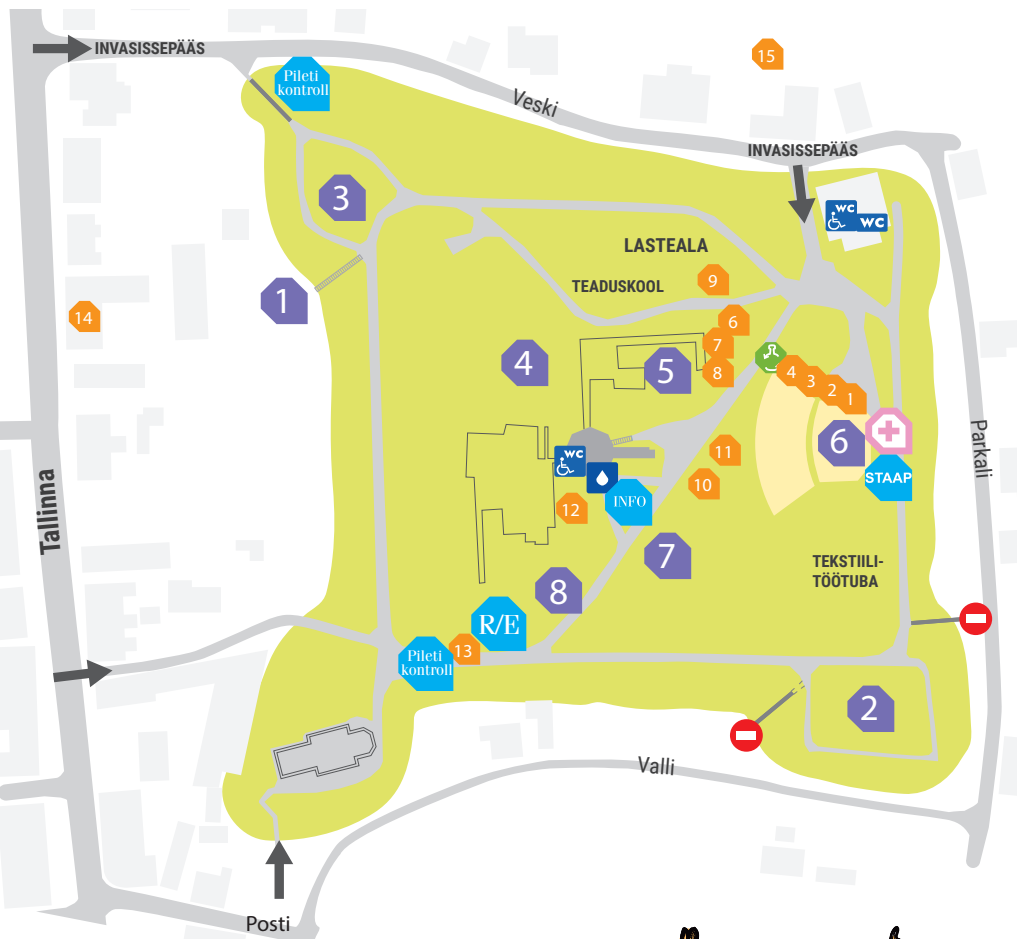 INVASISSEPÄÄS
Pileti
kontroll
15
Veski
INVASISSEPÄÄS
3
WC
WC
LASTEALA
TEADUSKOOL
9
1
14
6
7
4
5
8
4
3
2
1
6
11
Parkali
WC
STAAP
10
INFO
12
Tallinna
7
TEKSTIILI-
TÖÖTUBA
8
R/E
13
Pileti
kontroll
2
Valli
Posti